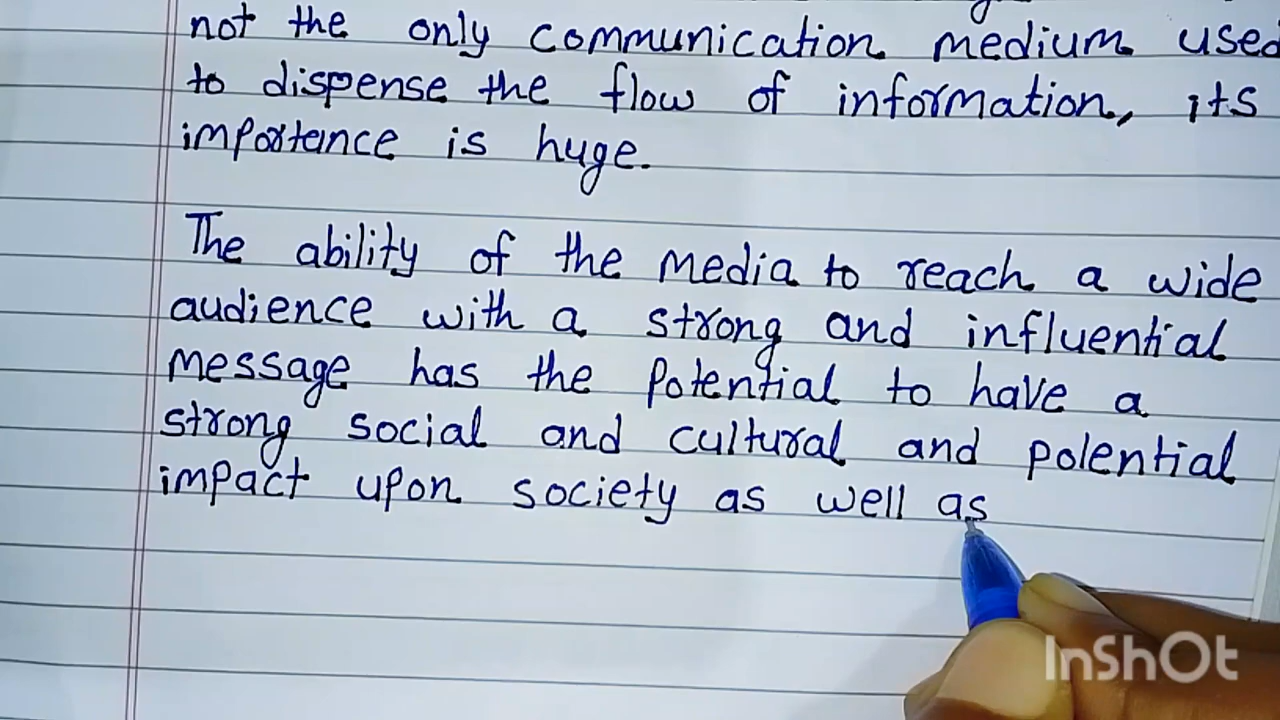 not the only communication medium used
to dispense the flow of information, its
importance is huge.
The ability of the media to reach a wide
audience with a strong and influential
message has the potential to have a
strong social and cultural and polential
impact upon society as well as
InShOt